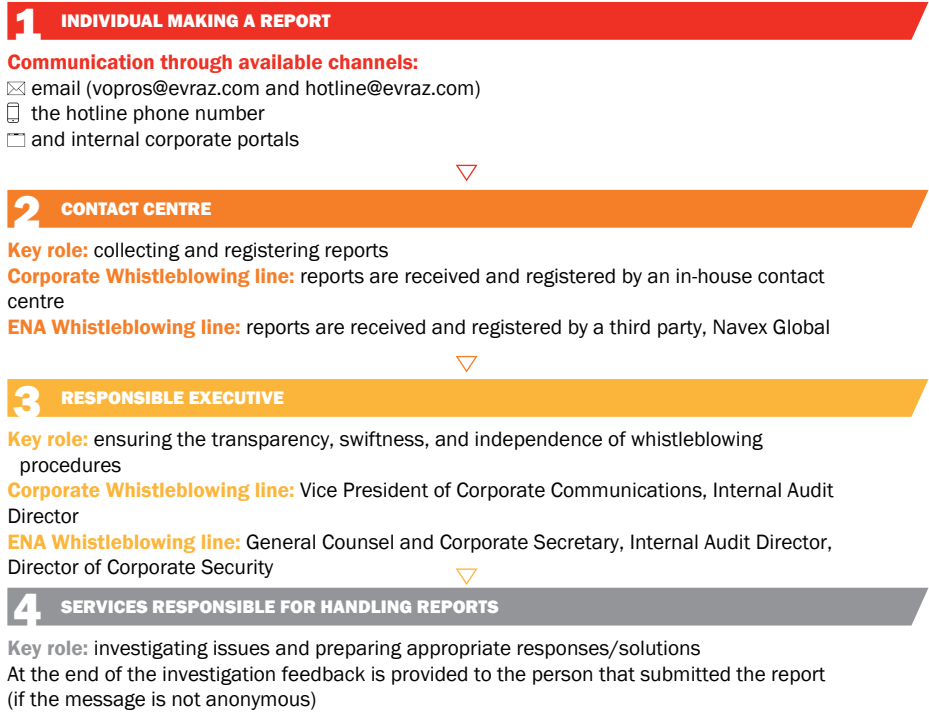 1 INDIVIDUAL MAKING A REPORT
Communication through available channels:
email (vopros@evraz.com and hotline@evraz.com)
the hotline phone number
and internal corporate portals
2 CONTACT CENTRE
Key role: collecting and registering reports
Corporate Whistleblowing line: reports are received and registered by an in-house contact
centre
ENA Whistleblowing line: reports are received and registered by a third party, Navex Global
3 RESPONSIBLE EXECUTIVE
Key role: ensuring the transparency, swiftness, and independence of whistleblowing
procedures
Corporate Whistleblowing line: Vice President of Corporate Communications, Internal Audit
Director
ENA Whistleblowing line: General Counsel and Corporate Secretary, Internal Audit Director,
Director of Corporate Security
4 SERVICES RESPONSIBLE FOR HANDLING REPORTS
Key role: investigating issues and preparing appropriate responses/solutions
At the end of the investigation feedback is provided to the person that submitted the report
(if the message is not anonymous)